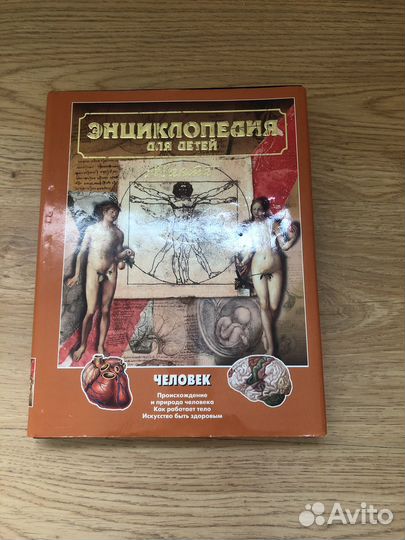 ЭНЦИКЛОПЕДИЯ
ДЛЯ ДЕТЕЙ
ЧЕЛОВЕК
Происхождение
и природа человека
Как работает тело
Искусство быть здоровым
Avito